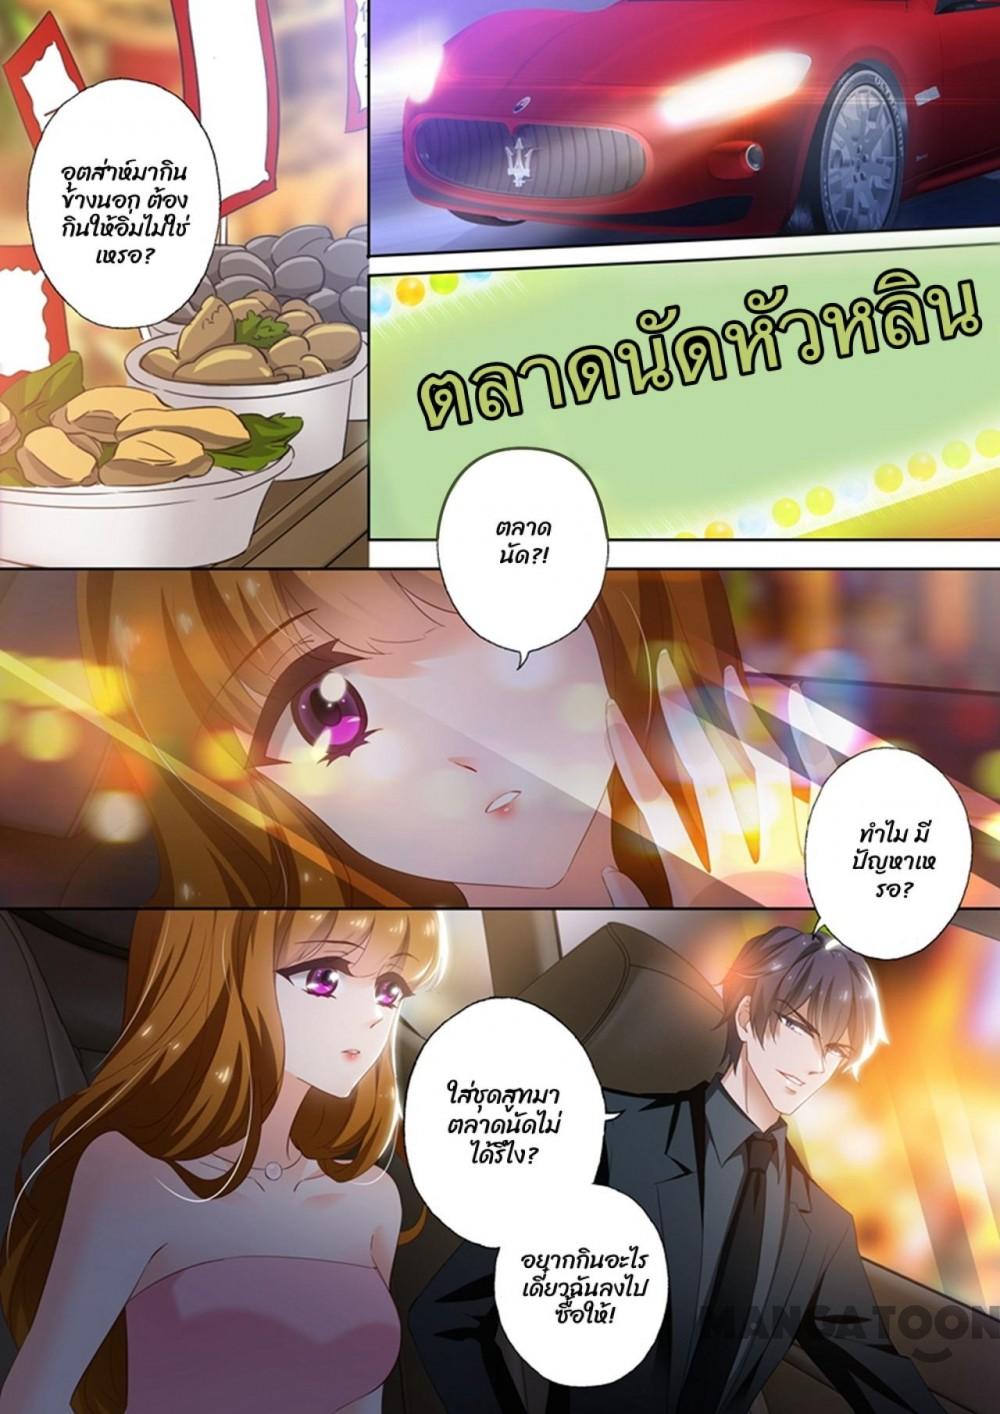 อุตส่าห์มากิน
ข้างนอก ต้อง
กินให้อิ่มไม่ใช่
เหรอ?
ตลาดนัดหัวหลิน
ตลาด
นัด?!
ทำไม มี
ปัญหาเห
รอ?
ใส่ชุดสูทมา
ตลาดนัดไม่
ได้รึไง?
อยากกินอะไร
เดี๋ยวฉันลงไป
ซื้อให้!
MANGATOON